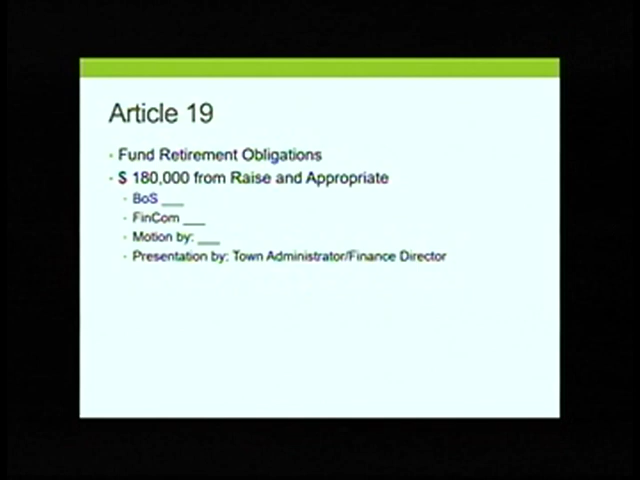 Article 19
• Fund Retirement Obligations
• $ 180,000 from Raise and Appropriate
• BoS ___
• FinCom ___
• Motion by: ___
• Presentation by: Town Administrator/Finance Director